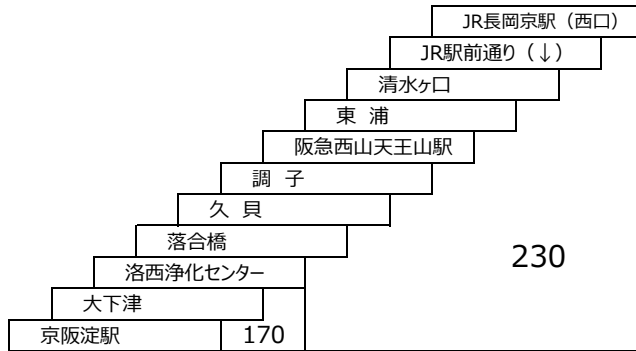 JR長岡京駅（西口）
JR駅前通り（↓）
清水ヶ口
東 浦
阪急西山天王山駅
調 子
久 貝
落合橋
230
洛西浄化センター
大下津
京阪淀駅 170